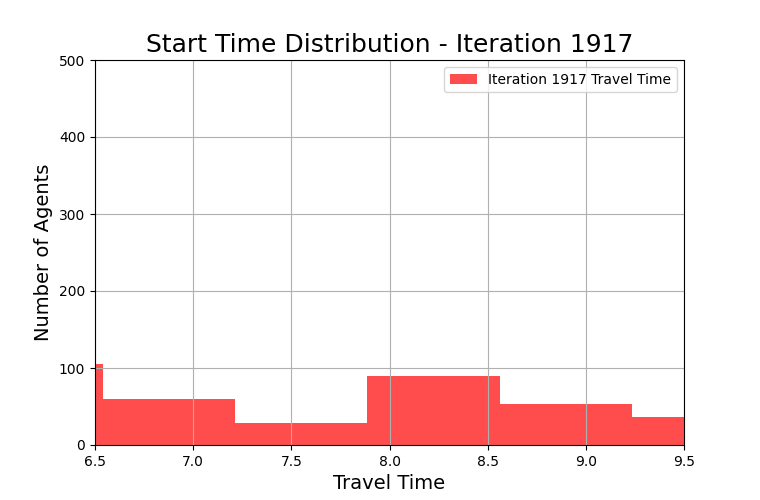 Start Time Distribution - Iteration 1917
Iteration 1917 Travel Time
Number of Agents
500
400
300
200
100
0
6.5 7.0 7.5 8.0 8.5 9.0 9.5
Travel Time